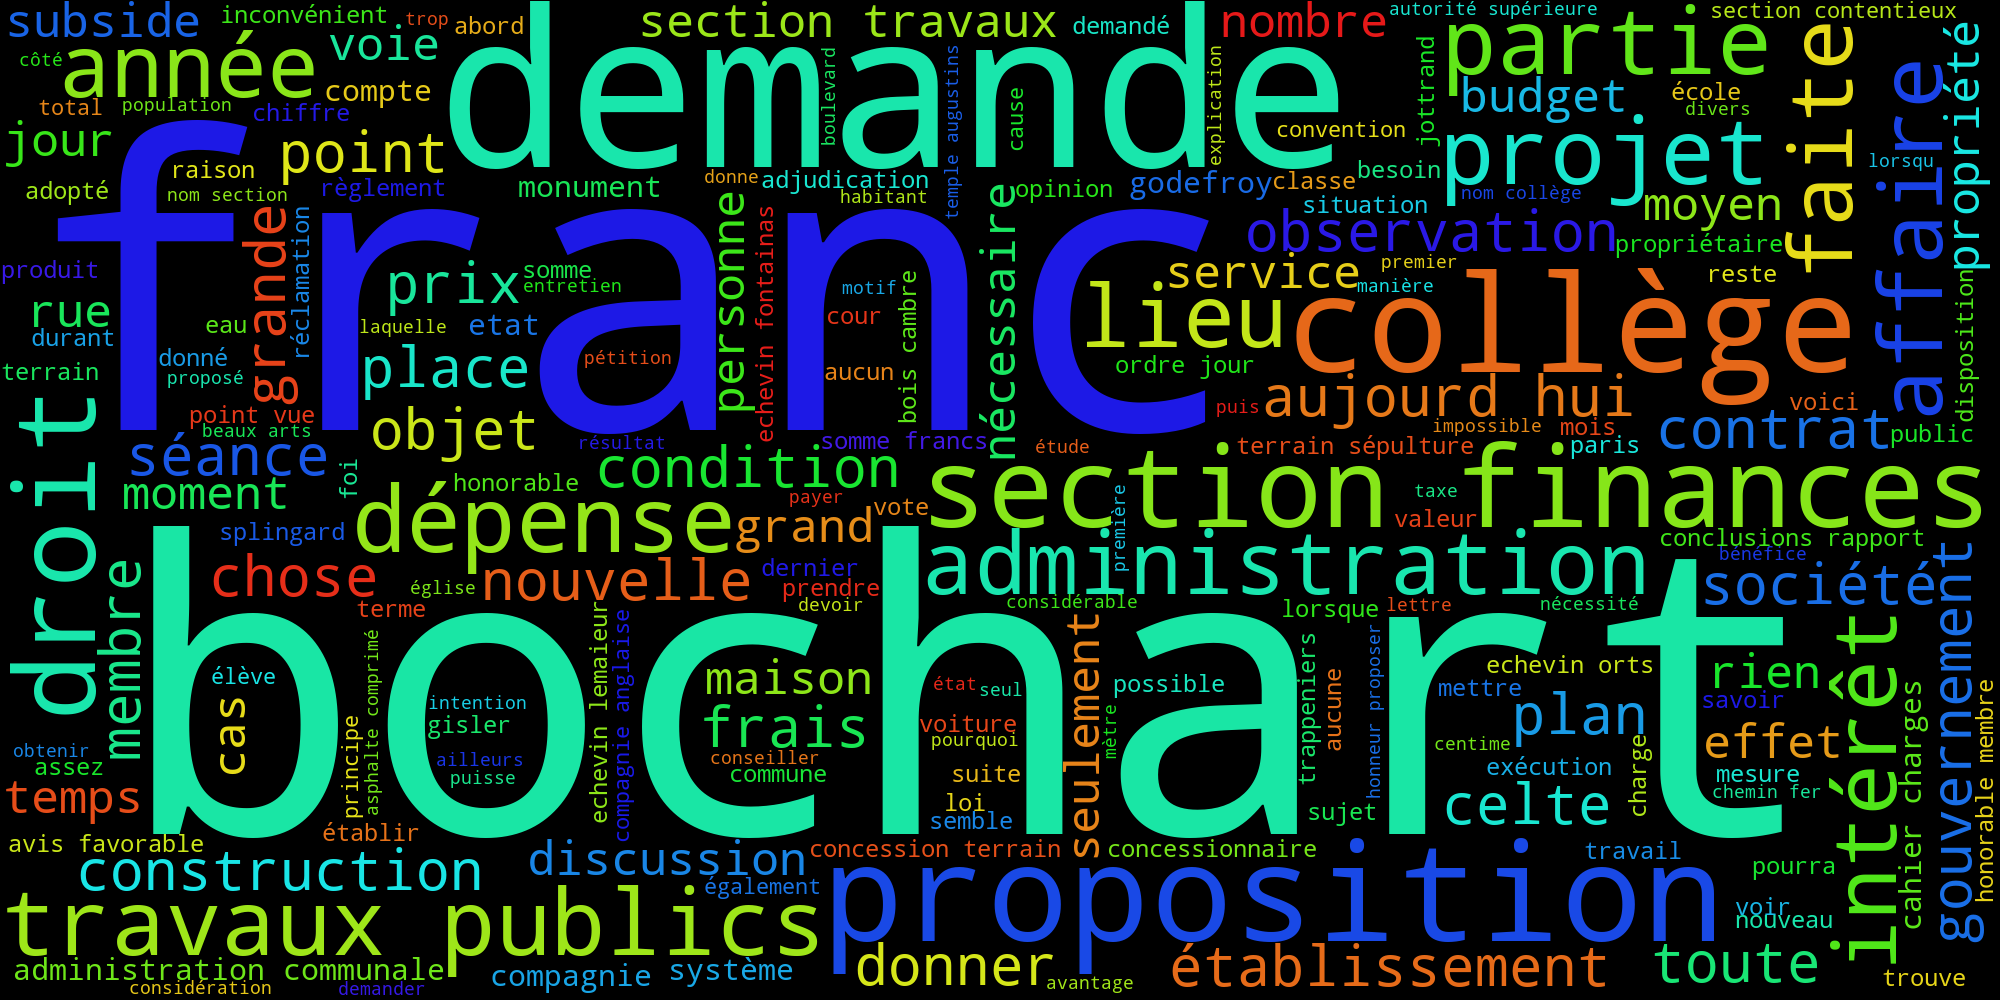 subside
inconvénient
trop
abord
section travaux
demandé
nombre
autorité supérieure
section contentieux
côté
année
voie
demande
partie
faite
affaire
propriété
total
population
chiffre
compte
boulevard
temple augustins
cause
explication
convention
jottrand
budget
école
divers
jour
raison
point
projet
lorsqu
adopté
nom section
règlement
monument
donne
adjudication
habitant
opinion
godefroy
classe
besoin
nom collège
situation
moyen
franc
observation
propriétaire
produit
grande
réclamation
prix
somme
entretien
personne
echevin fontainas
motif
bois cambre
nécessaire
service
premier
manière
reste
disposition
rue
durant
eau
laquelle
etat
cour
lieu
collège
terrain
donné
proposé
place
pétition
aucun
ordre jour
point vue
beaux arts
objet
résultat
somme francs
étude
puis
aujourd hui
impossible
mois
voici
contrat
public
droit
séance
moment
foi
honorable
condition
payer
terrain sépulture
paris
section finances
taxe
valeur
splingard
dépense
grand
vote
première
administration
conclusions rapport
bénéfice
membre
chose
église
nouvelle
dernier
prendre
devoir
considérable
lorsque
lettre
nécessité
sociétét
gouvernement
terme
bochart
élève
cas
asphalte comprimé
principe
intention
gisler
ailleurs
puisse
echevin lemaieur
compagnie anglaise
maison
frais
conseiller
commune
état
seul
voiture
pourquoi
suite
loi
semble
seulement
possible
mètre
trappeniers
aucune
honneur proposer
sujet
echevin orts
mettre
plan
centime
exécution
charge
celte
rien
savoir
effet
mesure
chemin fer
intérêt
cahier charges
honorable membre
obtenir
assez
temps
avis favorable
établir
construction
discussion
également
concession terrain
concessionnaire
travail
pourra
voir
nouveau
travaux publics
proposition
administration communale
considération
demander
compagnie
système
donner
avantage
établissement
toute
trouve